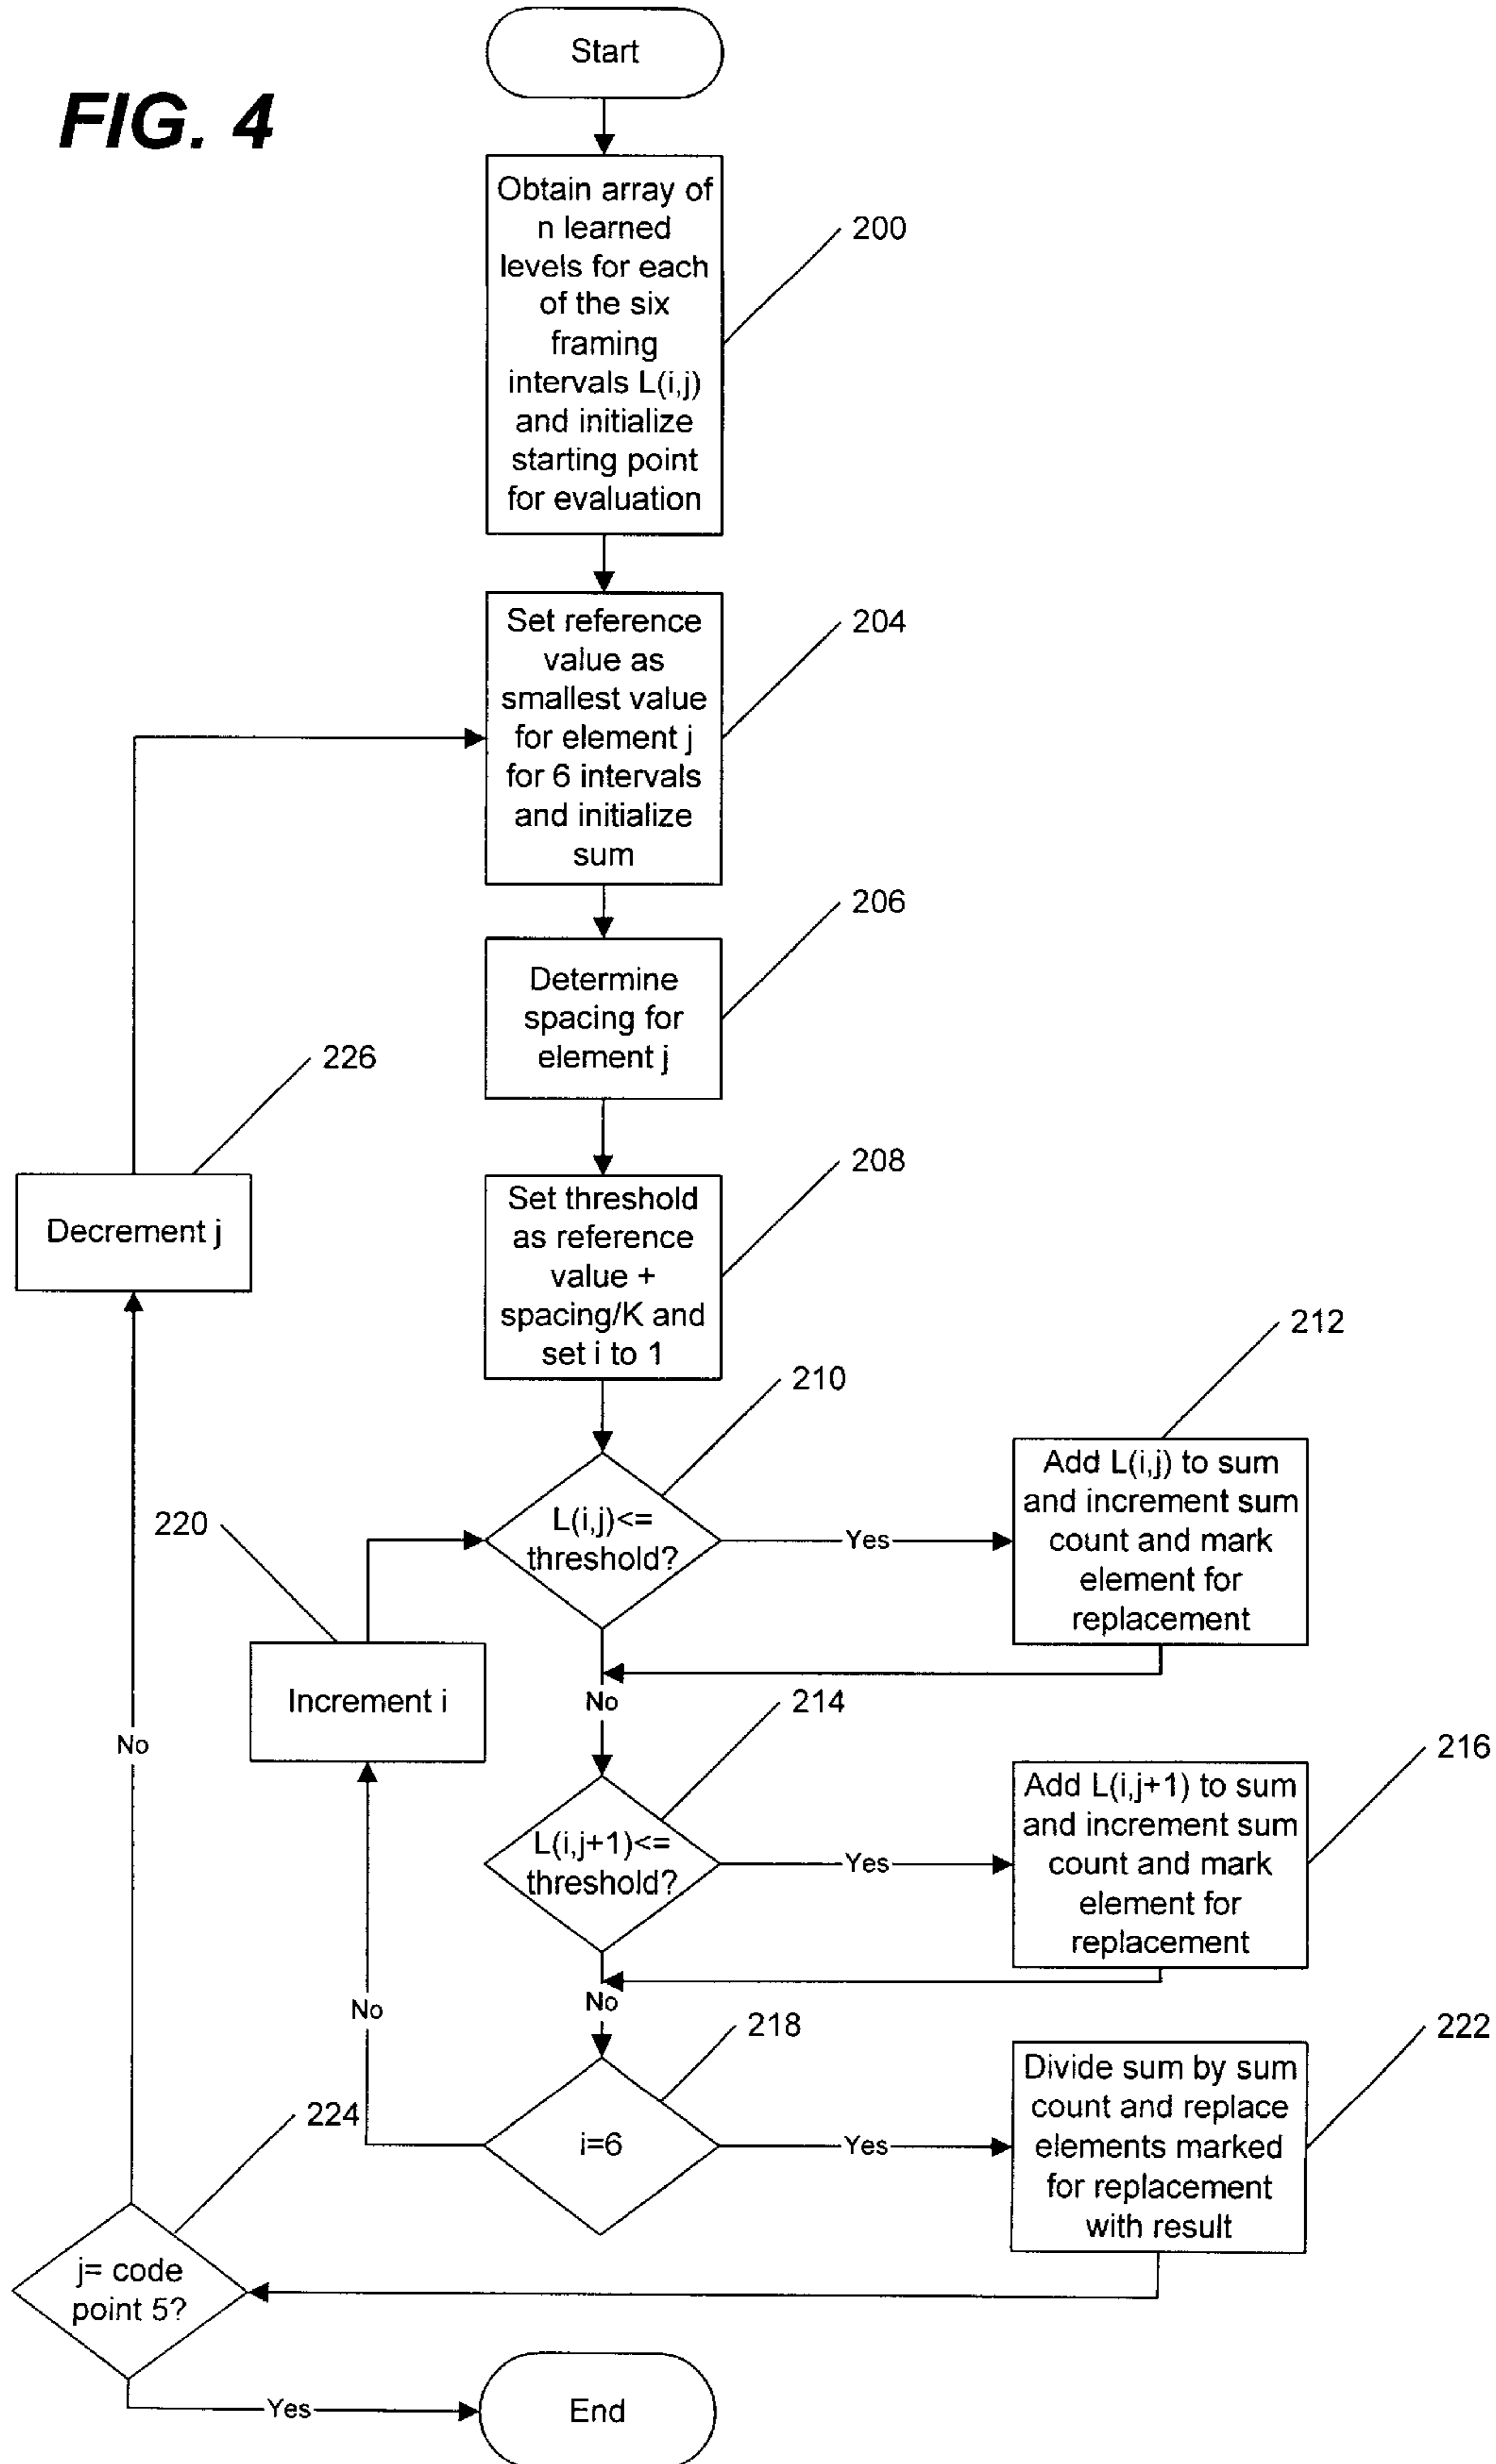 FIG. 4
Start
Obtain array of
n learned
levels for each
of the six
framing
intervals L(i,j)
and initialize
starting point
for evaluation
200
Set reference
value as
smallest value
for element j
for 6 intervals
and initialize
sum
204
Determine
spacing for
element j
206
226
Decrement j
Set threshold
as reference
value +
spacing/K and
set i to 1
208
210
L(i,j)<=
threshold?
Yes
212
Add L(i,j) to sum
and increment sum
count and mark
element for
replacement
220
Increment i
No
No
214
L(i,j+1)<=
threshold?
Yes
216
Add L(i,j+1) to sum
and increment sum
count and mark
element for
replacement
No
No
218
i=6
Yes
222
Divide sum by sum
count and replace
elements marked
for replacement
with result
224
j= code
point 5?
Yes
End